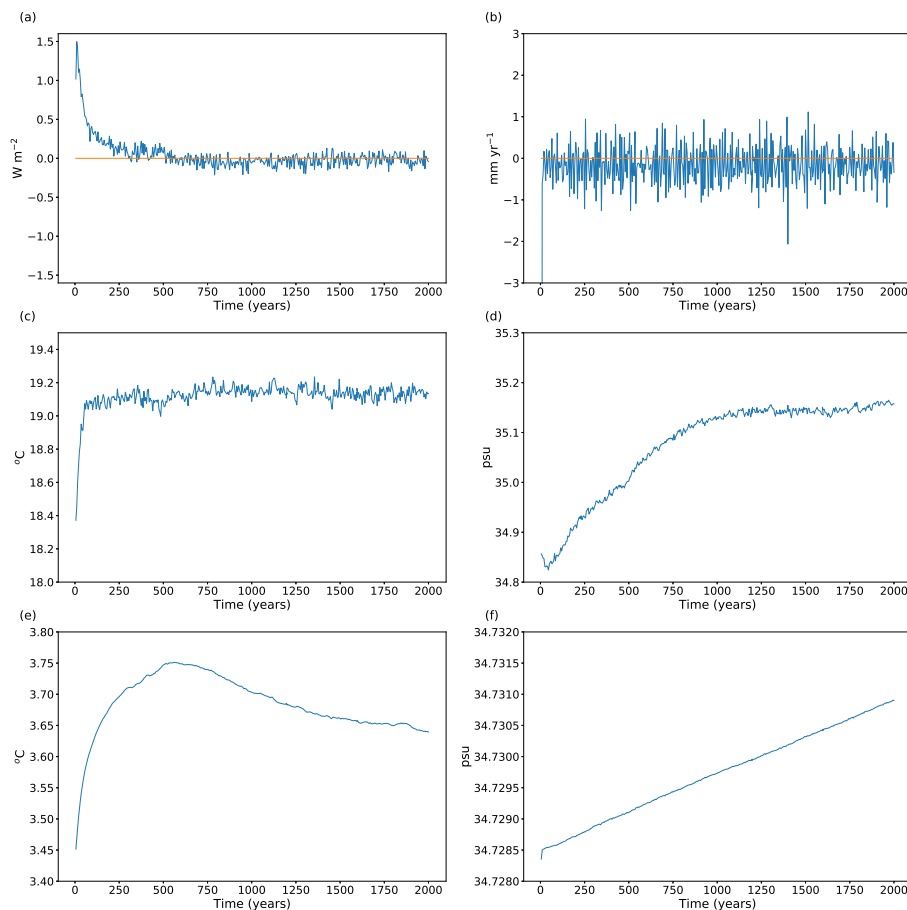 (a)
1.5
1.0
0.5
0.0
−0.5
−1.0
−1.5
W m⁻²
0 250 500 750 1000 1250 1500 1750 2000
Time (years)
(b)
3
2
1
0
−1
−2
−3
mm yr⁻¹
0 250 500 750 1000 1250 1500 1750 2000
Time (years)
(c)
19.4
19.2
19.0
18.8
18.6
18.4
18.2
18.0
°C
0 250 500 750 1000 1250 1500 1750 2000
Time (years)
(d)
35.3
35.2
35.1
35.0
34.9
34.8
psu
0 250 500 750 1000 1250 1500 1750 2000
Time (years)
(e)
3.80
3.75
3.70
3.65
3.60
3.55
3.50
3.45
3.40
°C
0 250 500 750 1000 1250 1500 1750 2000
Time (years)
(f)
34.7320
34.7315
34.7310
34.7305
34.7300
34.7295
34.7290
34.7285
34.7280
psu
0 250 500 750 1000 1250 1500 1750 2000
Time (years)